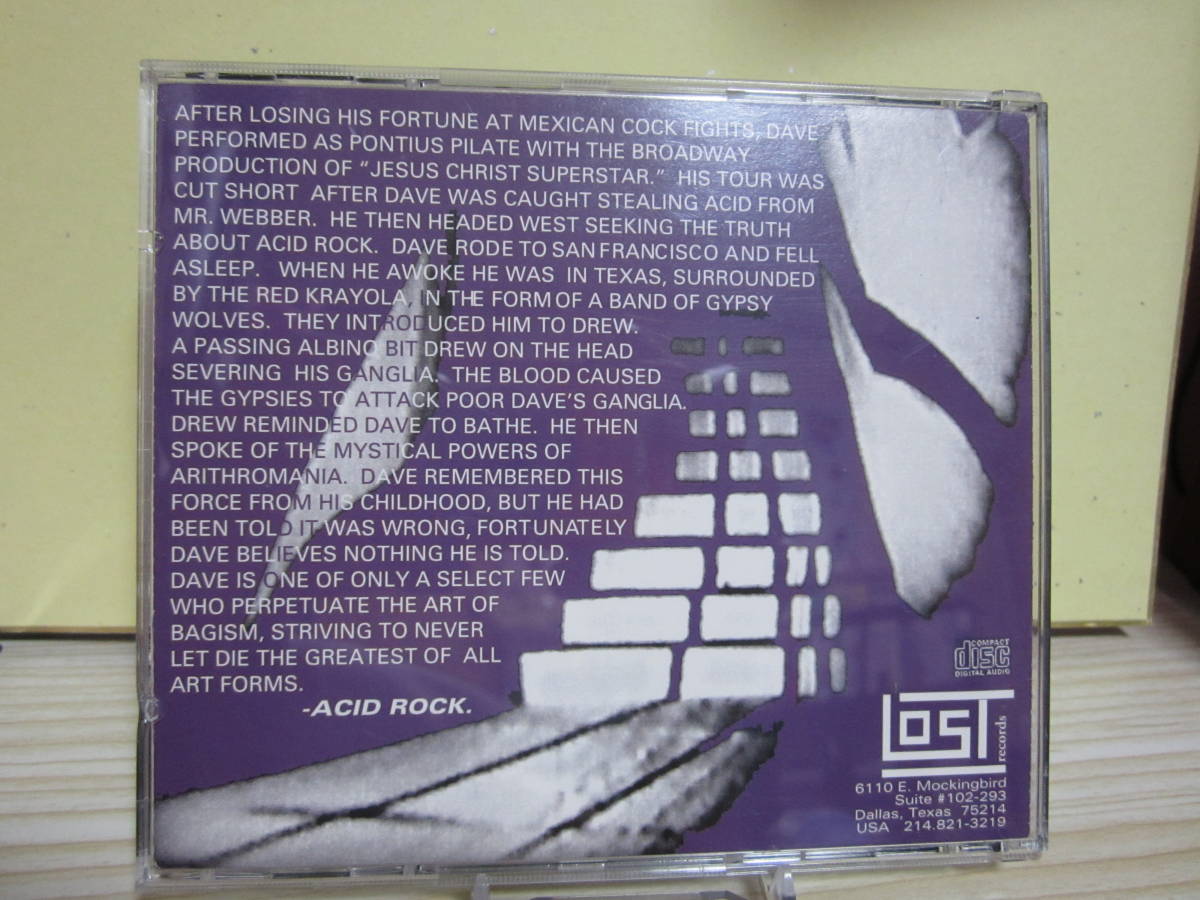 AFTER LOSING HIS FORTUNE AT MEXICAN COCK FIGHTS, DAVE
PERFORMED AS PONTIUS PILATE WITH THE BROADWAY
PRODUCTION OF "JESUS CHRIST SUPERSTAR." HIS TOUR WAS
CUT SHORT AFTER DAVE WAS CAUGHT STEALING ACID FROM
MR. WEBBER. HE THEN HEADED WEST SEEKING THE TRUTH
ABOUT ACID ROCK. DAVE RODE TO SAN FRANCISCO AND FELL
ASLEEP. WHEN HE AWOKE HE WAS IN TEXAS, SURROUNDED
BY THE RED KRAYOLA, IN THE FORM OF A BAND OF GYPSY
WOLVES. THEY INTRODUCED HIM TO DREW.
A PASSING ALBINO BIT DREW ON THE HEAD
SEVERING HIS GANGLIA. THE BLOOD CAUSED
THE GYPSIES TO ATTACK POOR DAVE'S GANGLIA.
DREW REMINDED DAVE TO BATHE. HE THEN
SPOKE OF THE MYSTICAL POWERS OF
ARITHROMANIA. DAVE REMEMBERED THIS
FORCE FROM HIS CHILDHOOD, BUT HE HAD
BEEN TOLD IT WAS WRONG, FORTUNATELY
DAVE BELIEVES NOTHING HE IS TOLD.
DAVE IS ONE OF ONLY A SELECT FEW
WHO PERPETUATE THE ART OF
BAGISM, STRIVING TO NEVER
LET DIE THE GREATEST OF ALL
ART FORMS.
-ACID ROCK.
COMPACT
disc
DIGITAL AUDIO
LOST
records
6110 E. Mockingbird
Suite #102-293
Dallas, Texas 75214
USA 214.821-3219